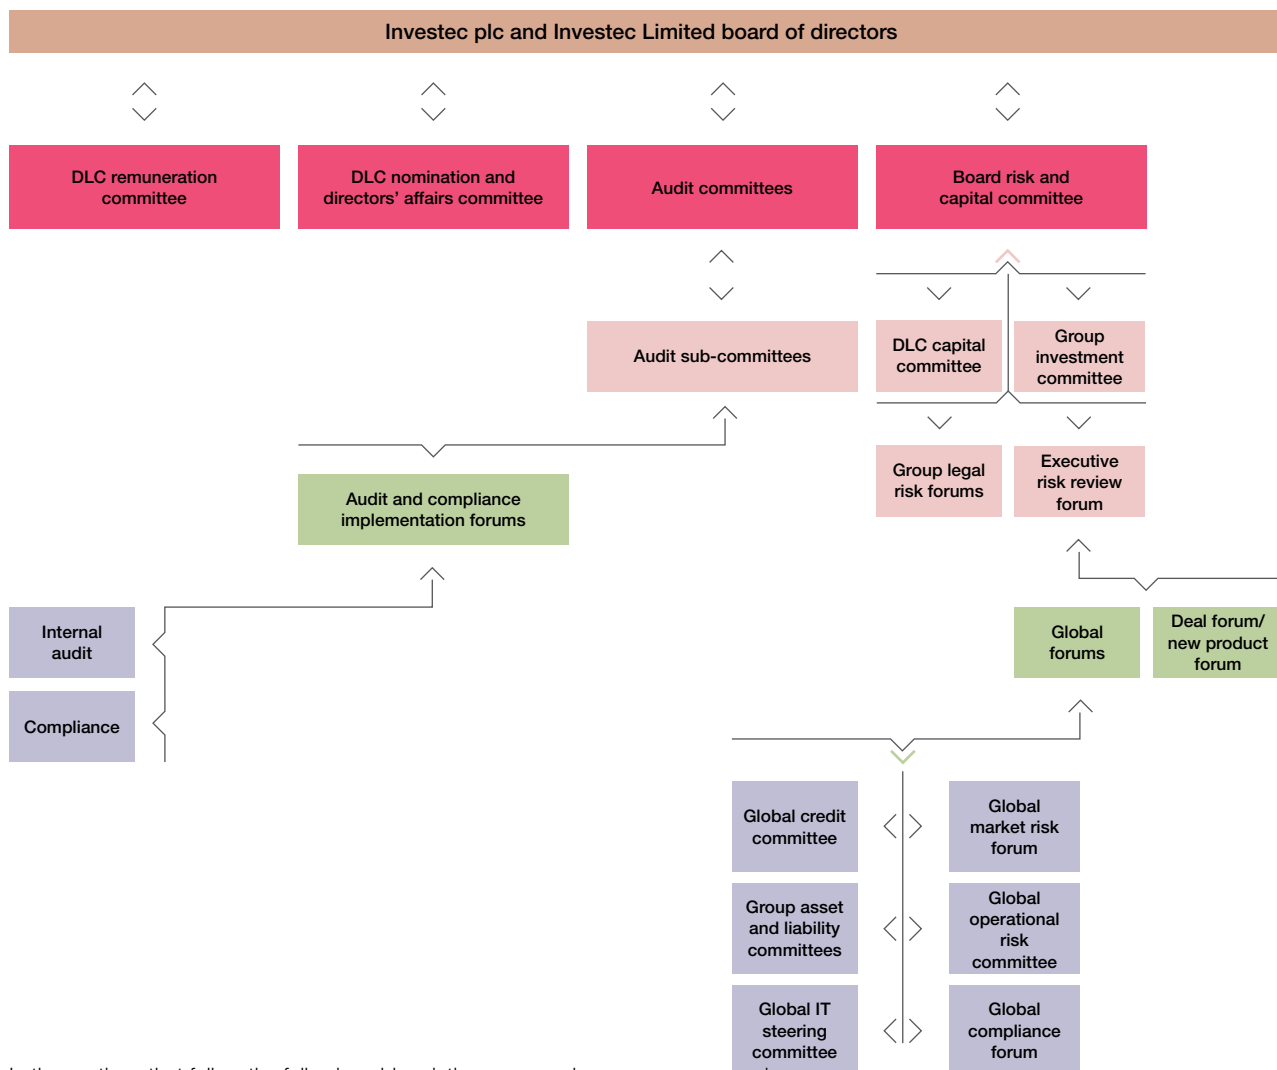 Investec plc and Investec Limited board of directors
DLC remuneration
committee
DLC nomination and
directors' affairs committee
Audit committees
Board risk and
capital committee
Audit sub-committees
DLC capital
committee
Group
investment
committee
Group legal
risk forums
Executive
risk review
forum
Audit and compliance
implementation forums
Internal
audit
Compliance
Global
forums
Deal forum/
new product
forum
Global credit
committee
Global
market risk
forum
Group asset
and liability
committees
Global
operational
risk
committee
Global IT
steering
committee
Global
compliance
forum